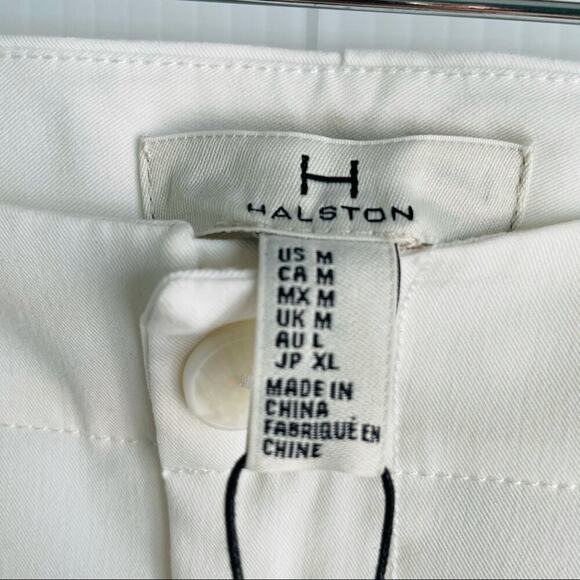 H
HALSTON
US M
CA M
MX M
UK M
AU L
JP XL
MADE IN
CHINA
FABRIQUÉ EN
CHINE